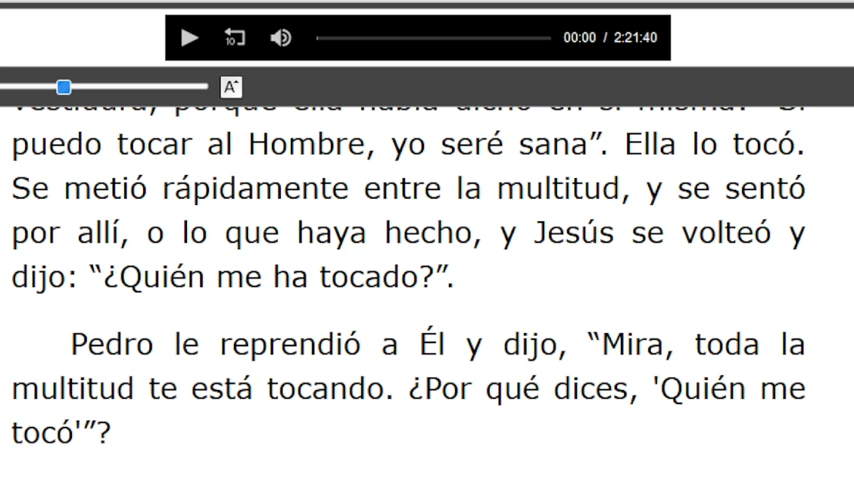 10
00:00 / 2:21:40
A^
puedo tocar al Hombre, yo seré sana”. Ella lo tocó.
Se metió rápidamente entre la multitud, y se sentó
por allí, o lo que haya hecho, y Jesús se volteó y
dijo: “¿Quién me ha tocado?”.
Pedro le reprendió a Él y dijo, “Mira, toda la
multitud te está tocando. ¿Por qué dices, 'Quién me
tocó'”?